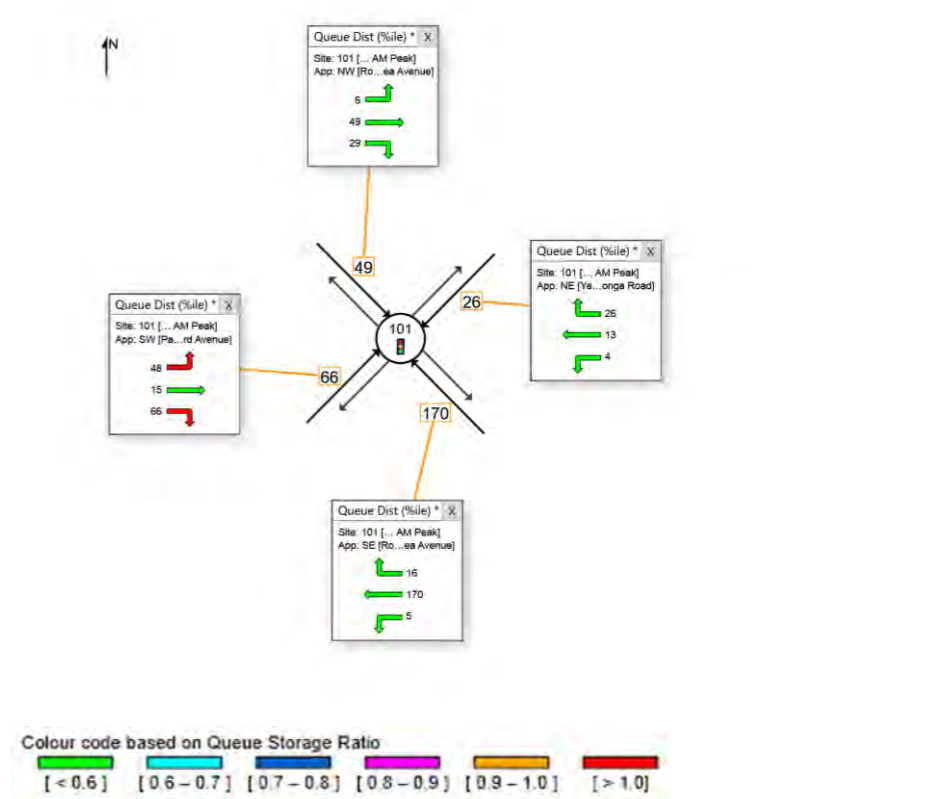 N
Queue Dist (%ile) * X
Site: 101 [... AM Peak]
App: NW [Ro...ea Avenue]
5
49
29
49
Queue Dist (%ile) * X
Site: 101 [... AM Peak]
App: NE [Ya...onga Road]
26
13
4
26
101
Queue Dist (%ile) * X
Site: 101 [... AM Peak]
App: SW [Pa...rd Avenue]
48
15
66
66
170
Queue Dist (%ile) * X
Site: 101 [... AM Peak]
App: SE [Ro...ea Avenue]
16
170
5
Colour code based on Queue Storage Ratio
[ < 0.6 ] [ 0.6 – 0.7 ] [ 0.7 – 0.8 ] [ 0.8 – 0.9 ] [ 0.9 – 1.0 ] [ > 1.0]